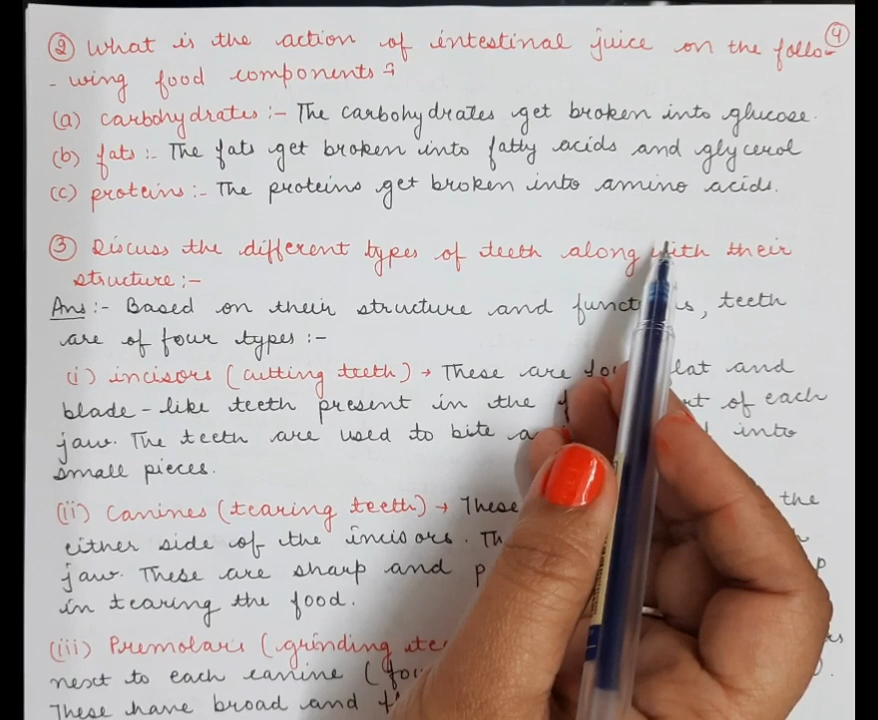 4
② What is the action of intestinal juice on the follo-
-wing food components :-
(a) carbohydrates :- The carbohydrates get broken into glucose.
(b) fats :- The fats get broken into fatty acids and glycerol
(c) proteins :- The proteins get broken into amino acids.
③ Discuss the different types of teeth along with their
structure :-
Ans :- Based on their structure and , teeth
are of four types :-
(i) incisors (cutting teeth) → These are and
blade-like teeth present in the of each
jaw. The teeth are used to bite into
small pieces.
(ii) Canines (tearing teeth) → These the
either side of the incisors.
jaw. These are sharp and
in tearing the food.
(iii) Premolars (grinding
next to each canine (
These have broad and